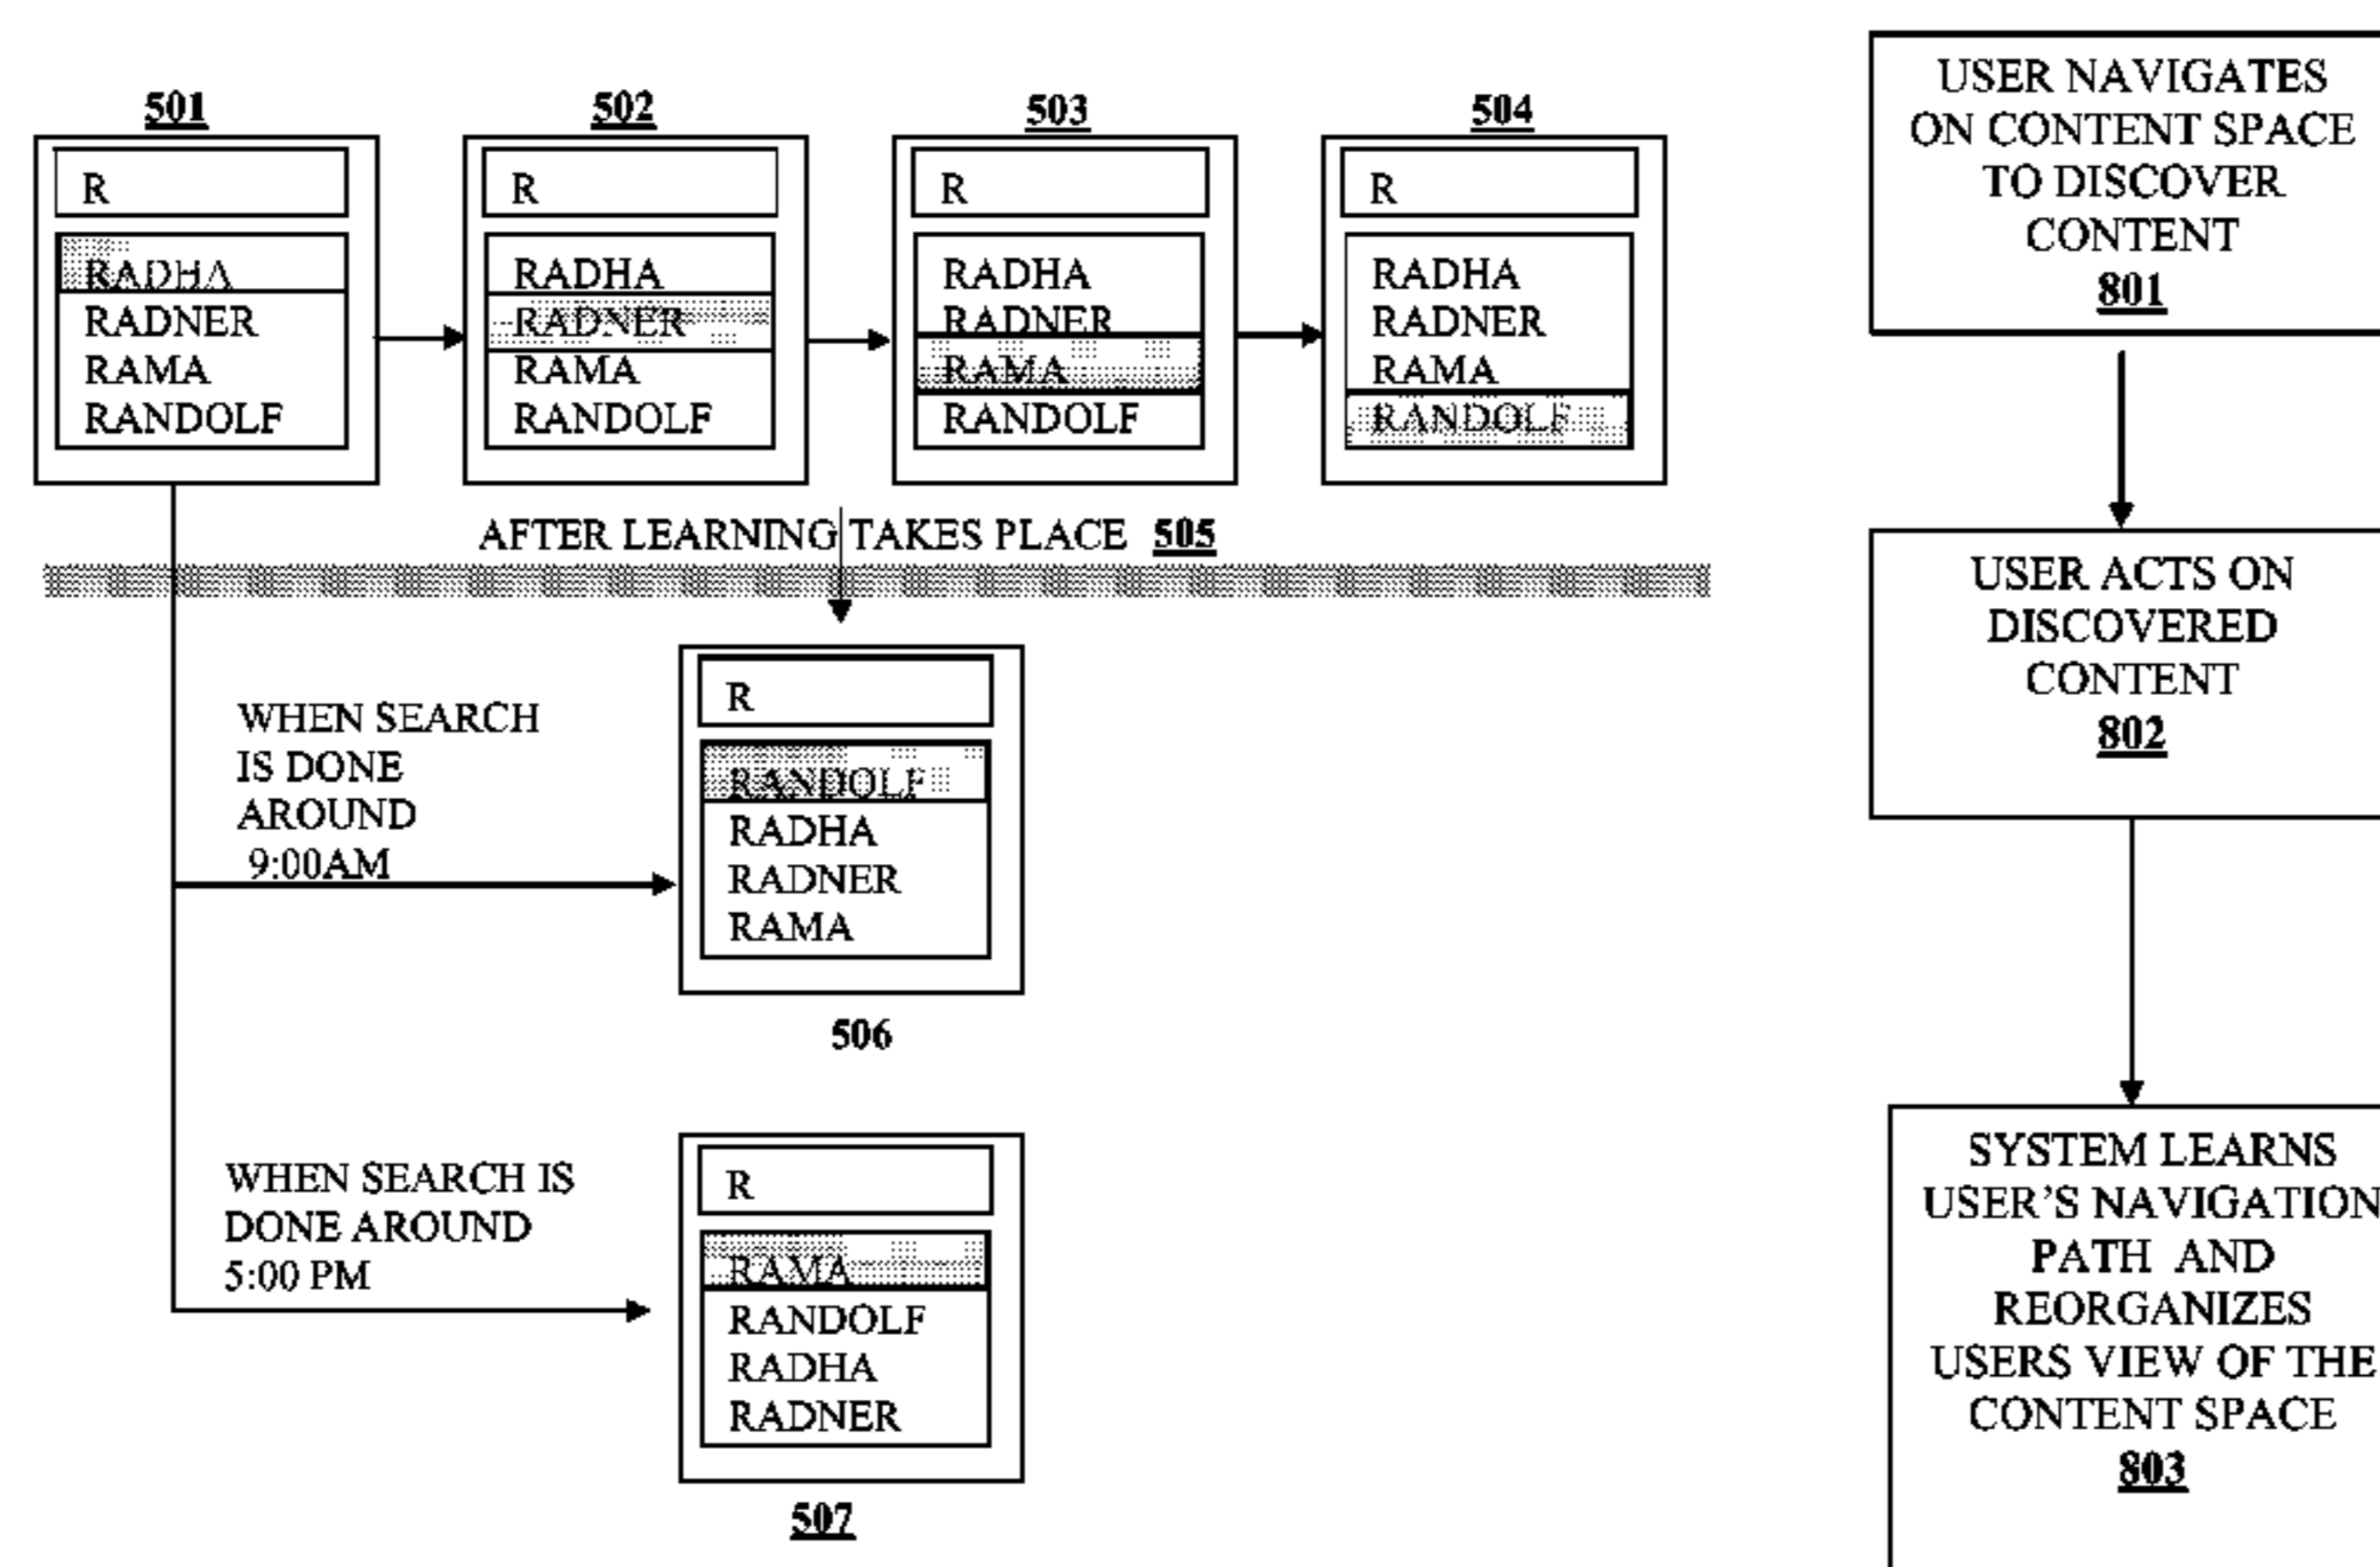 501
R
RADHA
RADNER
RAMA
RANDOLF
502
R
RADHA
RADNER
RAMA
RANDOLF
503
R
RADHA
RADNER
RAMA
RANDOLF
504
R
RADHA
RADNER
RAMA
RANDOLF
AFTER LEARNING TAKES PLACE 505
WHEN SEARCH
IS DONE
AROUND
9:00AM
R
RANDOLF
RADHA
RADNER
RAMA
506
WHEN SEARCH IS
DONE AROUND
5:00 PM
R
RAMA
RANDOLF
RADHA
RADNER
507
USER NAVIGATES
ON CONTENT SPACE
TO DISCOVER
CONTENT
801
USER ACTS ON
DISCOVERED
CONTENT
802
SYSTEM LEARNS
USER’S NAVIGATION
PATH AND
REORGANIZES
USERS VIEW OF THE
CONTENT SPACE
803